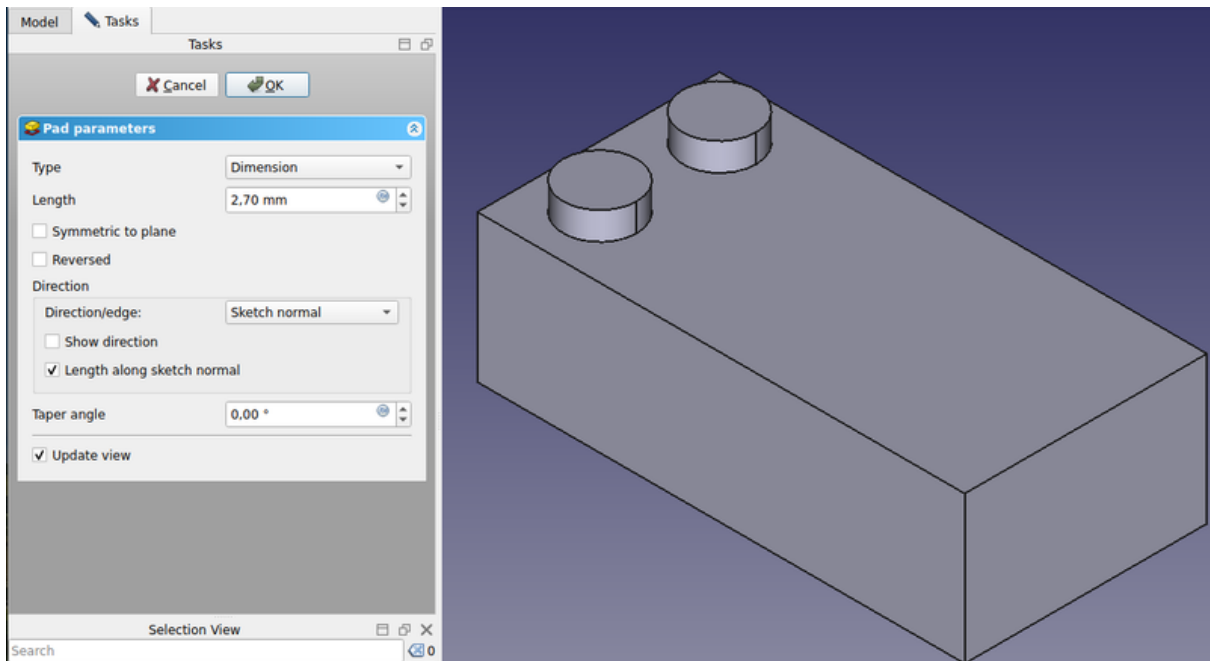 Model Tasks
Tasks
Cancel OK
Pad parameters
Type Dimension
Length 2,70 mm
Symmetric to plane
Reversed
Direction
Direction/edge: Sketch normal
Show direction
Length along sketch normal
Taper angle 0,00 °
Update view
Selection View
Search 0